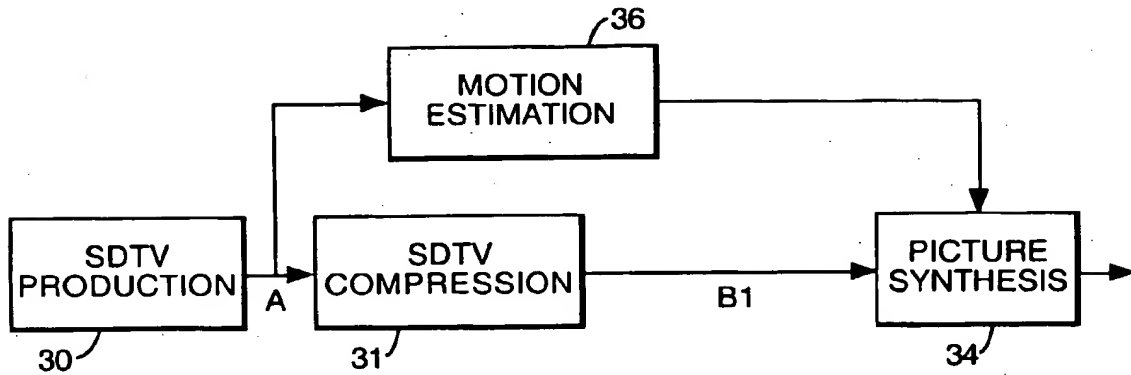 36
MOTION
ESTIMATION
SDTV
PRODUCTION
A
SDTV
COMPRESSION
B1
PICTURE
SYNTHESIS
30
31
34